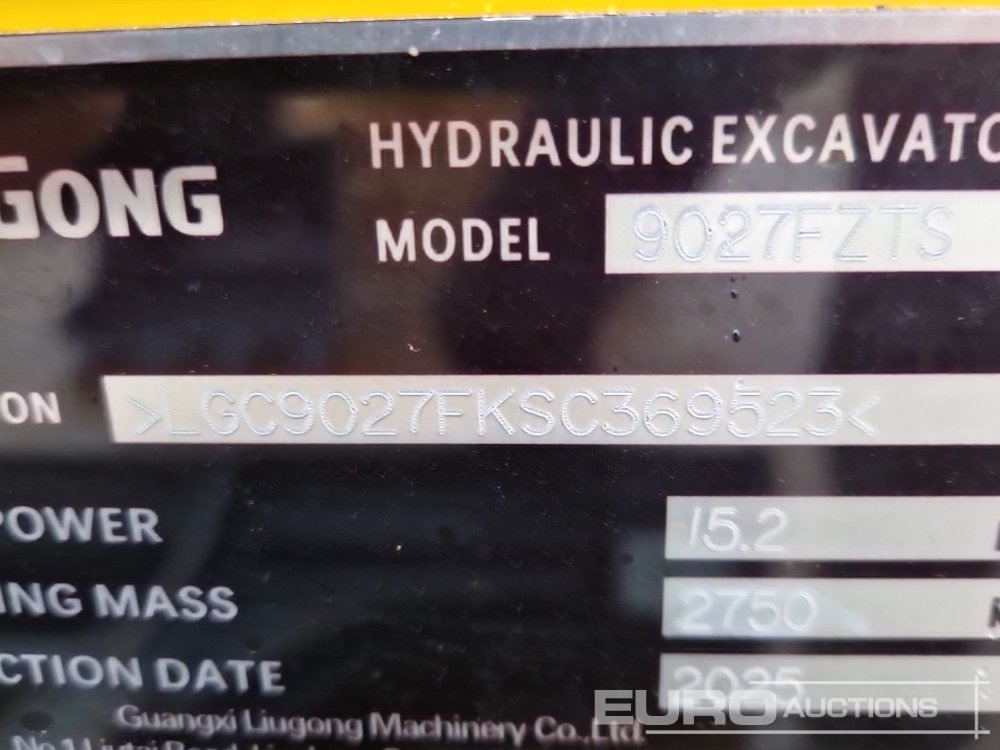 GONG
HYDRAULIC EXCAVATO
MODEL 9027FZTS
ON >LGC9027FKSC369523<
POWER 15.2
ING MASS 2750
CTION DATE
Guangxi Liugong Machinery Co.,Ltd.
EURO AUCTIONS